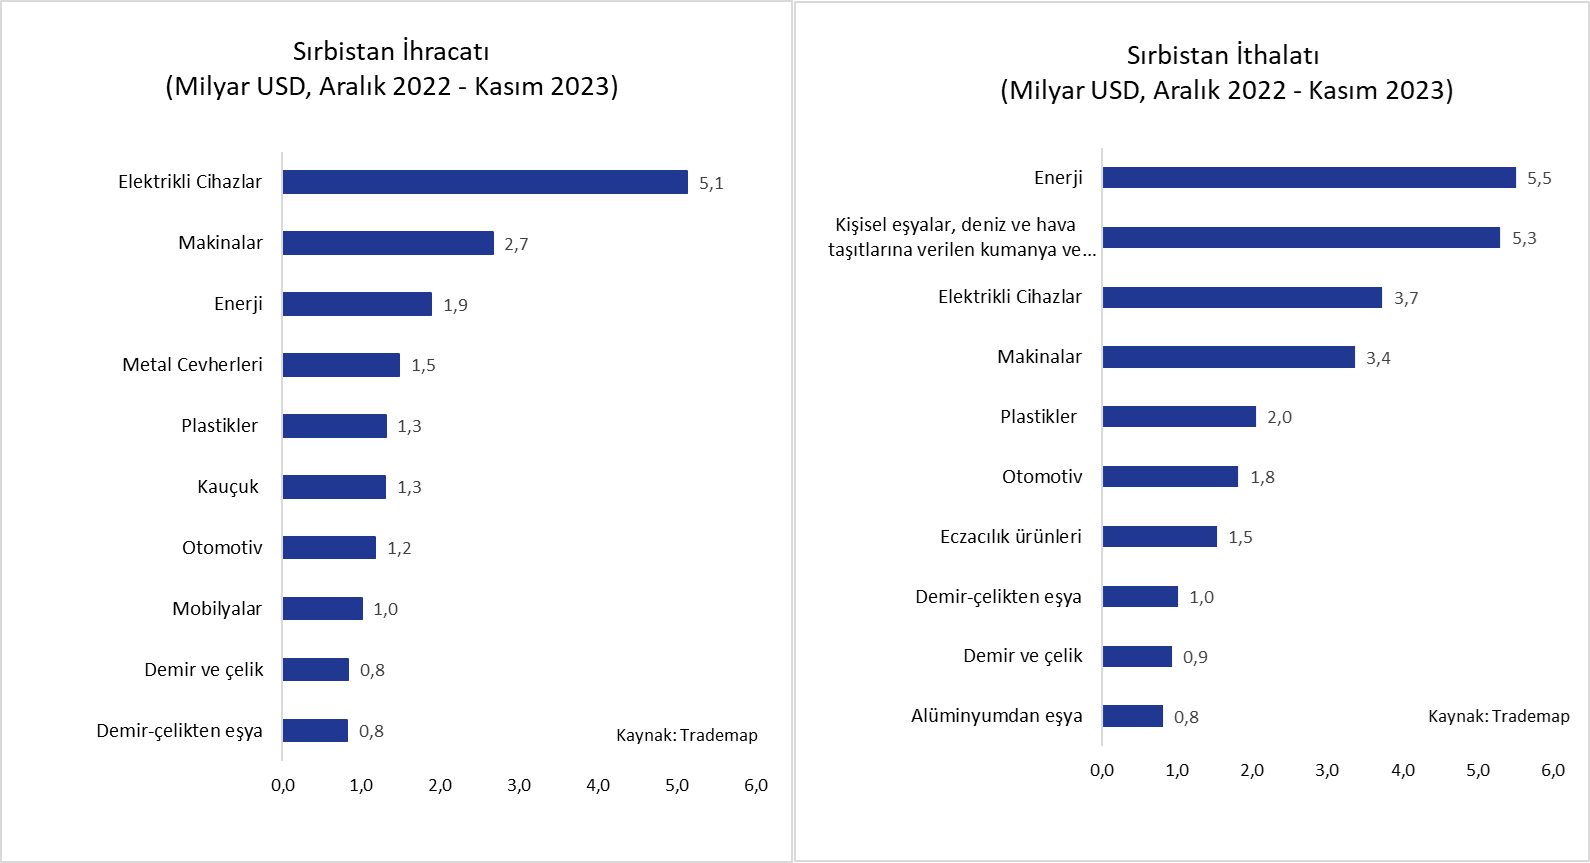 Sırbistan İhracatı
(Milyar USD, Aralık 2022 - Kasım 2023)
Elektrikli Cihazlar 5,1
Makinalar 2,7
Enerji 1,9
Metal Cevherleri 1,5
Plastikler 1,3
Kauçuk 1,3
Otomotiv 1,2
Mobilyalar 1,0
Demir ve çelik 0,8
Demir-çelikten eşya 0,8
Kaynak: Trademap
0,0 1,0 2,0 3,0 4,0 5,0 6,0
Sırbistan İthalatı
(Milyar USD, Aralık 2022 - Kasım 2023)
Enerji 5,5
Kişisel eşyalar, deniz ve hava
taşıtlarına verilen kumanya ve... 5,3
Elektrikli Cihazlar 3,7
Makinalar 3,4
Plastikler 2,0
Otomotiv 1,8
Eczacılık ürünleri 1,5
Demir-çelikten eşya 1,0
Demir ve çelik 0,9
Alüminyumdan eşya 0,8
Kaynak: Trademap
0,0 1,0 2,0 3,0 4,0 5,0 6,0